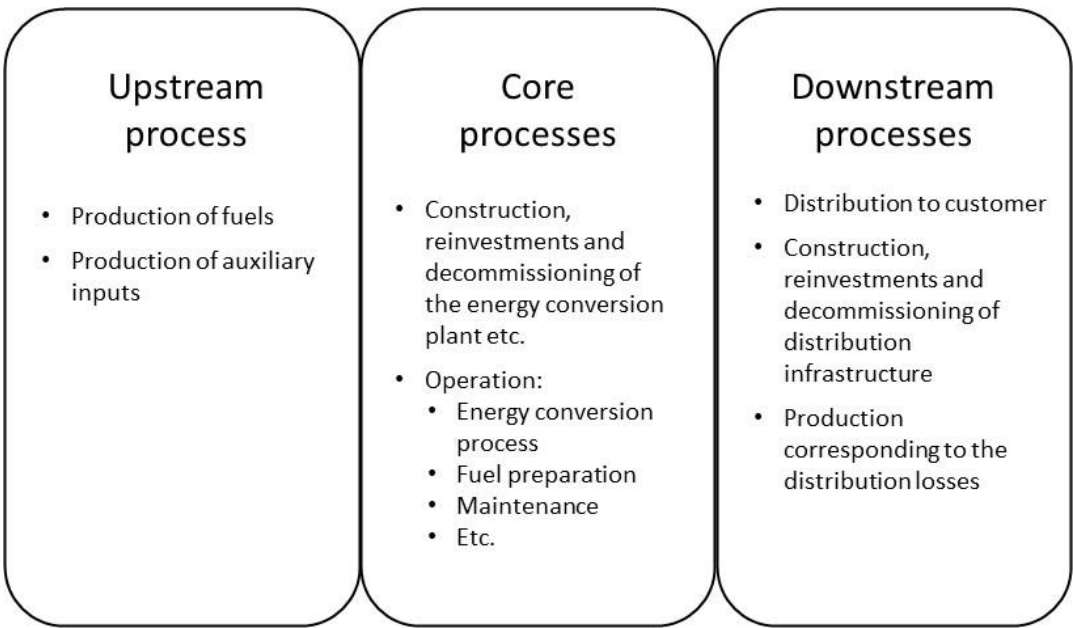 Upstream
process
• Production of fuels
• Production of auxiliary
inputs
Core
processes
• Construction,
reinvestments and
decommissioning of
the energy conversion
plant etc.
• Operation:
• Energy conversion
process
• Fuel preparation
• Maintenance
• Etc.
Downstream
processes
• Distribution to customer
• Construction,
reinvestments and
decommissioning of
distribution
infrastructure
• Production
corresponding to the
distribution losses